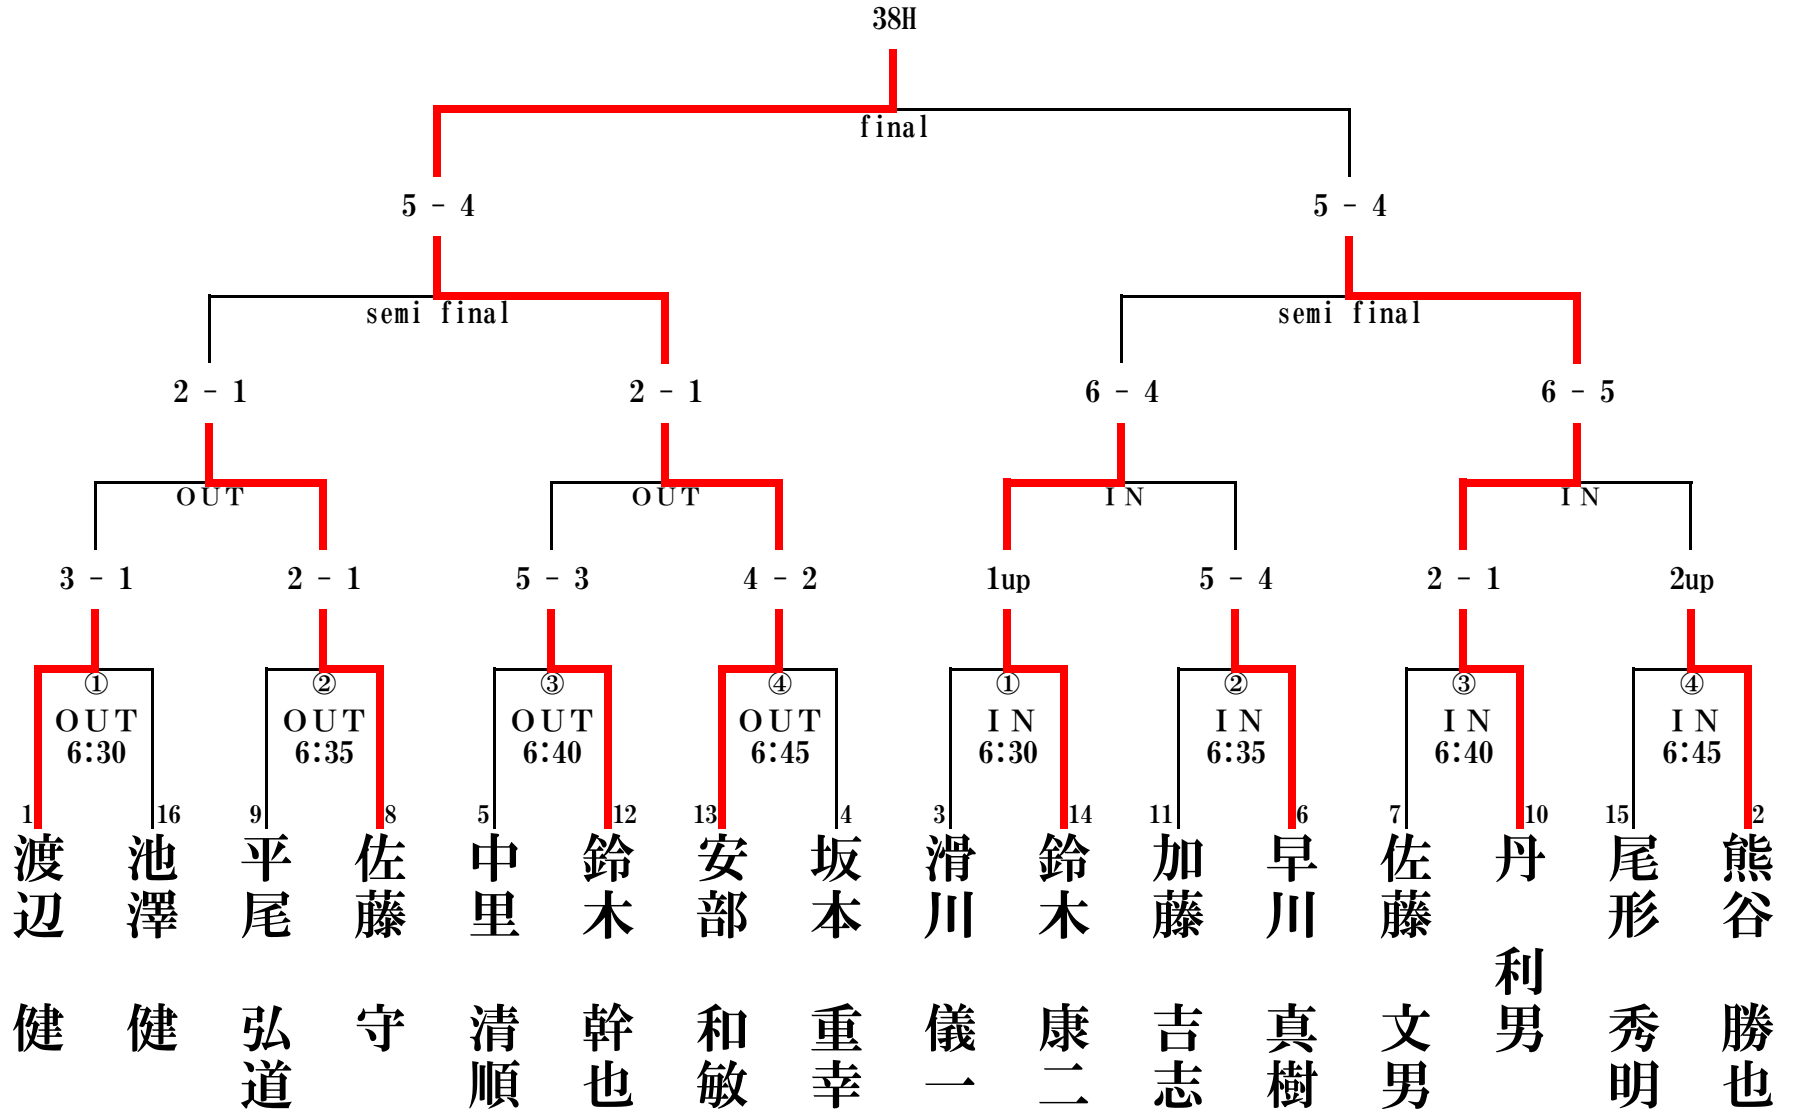 38H
final
5 - 4
5 - 4
semi final
semi final
2 - 1
2 - 1
6 - 4
6 - 5
OUT
OUT
IN
IN
3 - 1
2 - 1
5 - 3
4 - 2
1up
5 - 4
2 - 1
2up
①
②
③
④
①
②
③
④
OUT
OUT
OUT
OUT
IN
IN
IN
IN
6:30
6:35
6:40
6:45
6:30
6:35
6:40
6:45
1
16
9
8
5
12
13
4
3
14
11
6
7
10
15
2
渡辺 健
池澤 健
平尾 弘道
佐藤 守
中里 清順
鈴木 幹也
安部 和敏
坂本 重幸
滑川 儀一
鈴木 康二
加藤 吉志
早川 真樹
佐藤 文男
丹 利男
尾形 秀明
熊谷 勝也